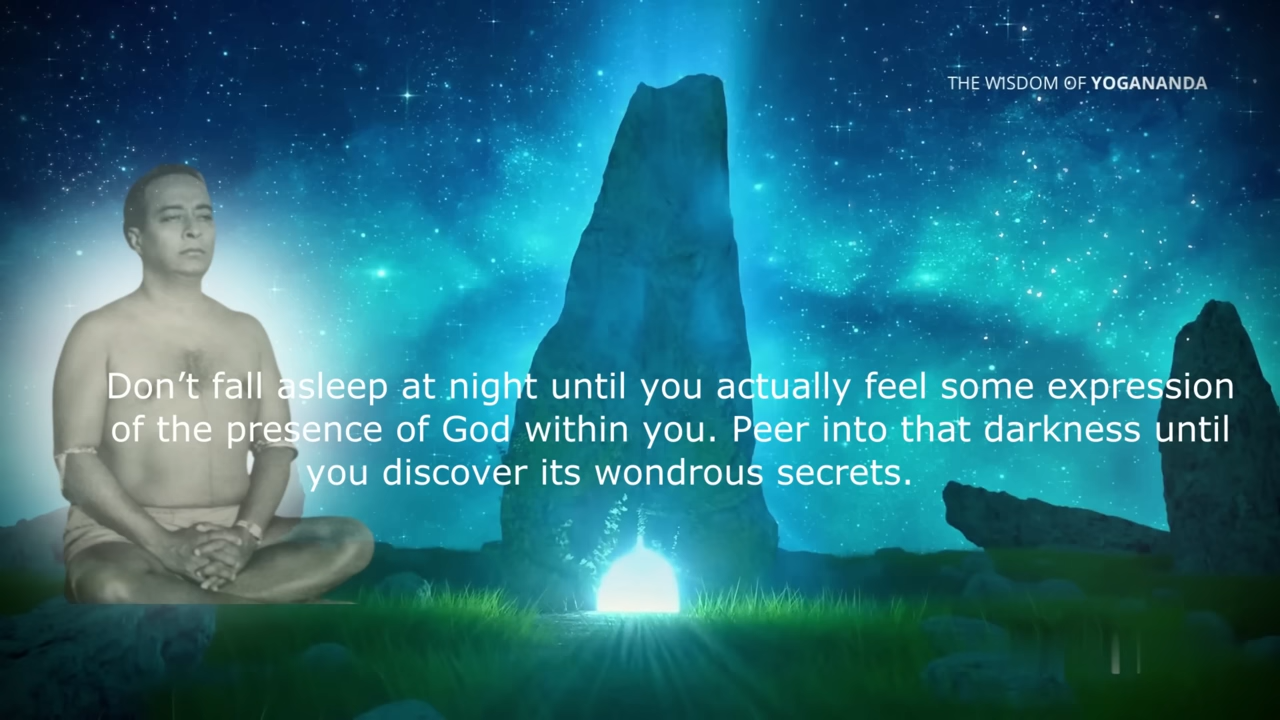 THE WISDOM OF YOGANANDA
Don’t fall asleep at night until you actually feel some expression
of the presence of God within you. Peer into that darkness until
you discover its wondrous secrets.